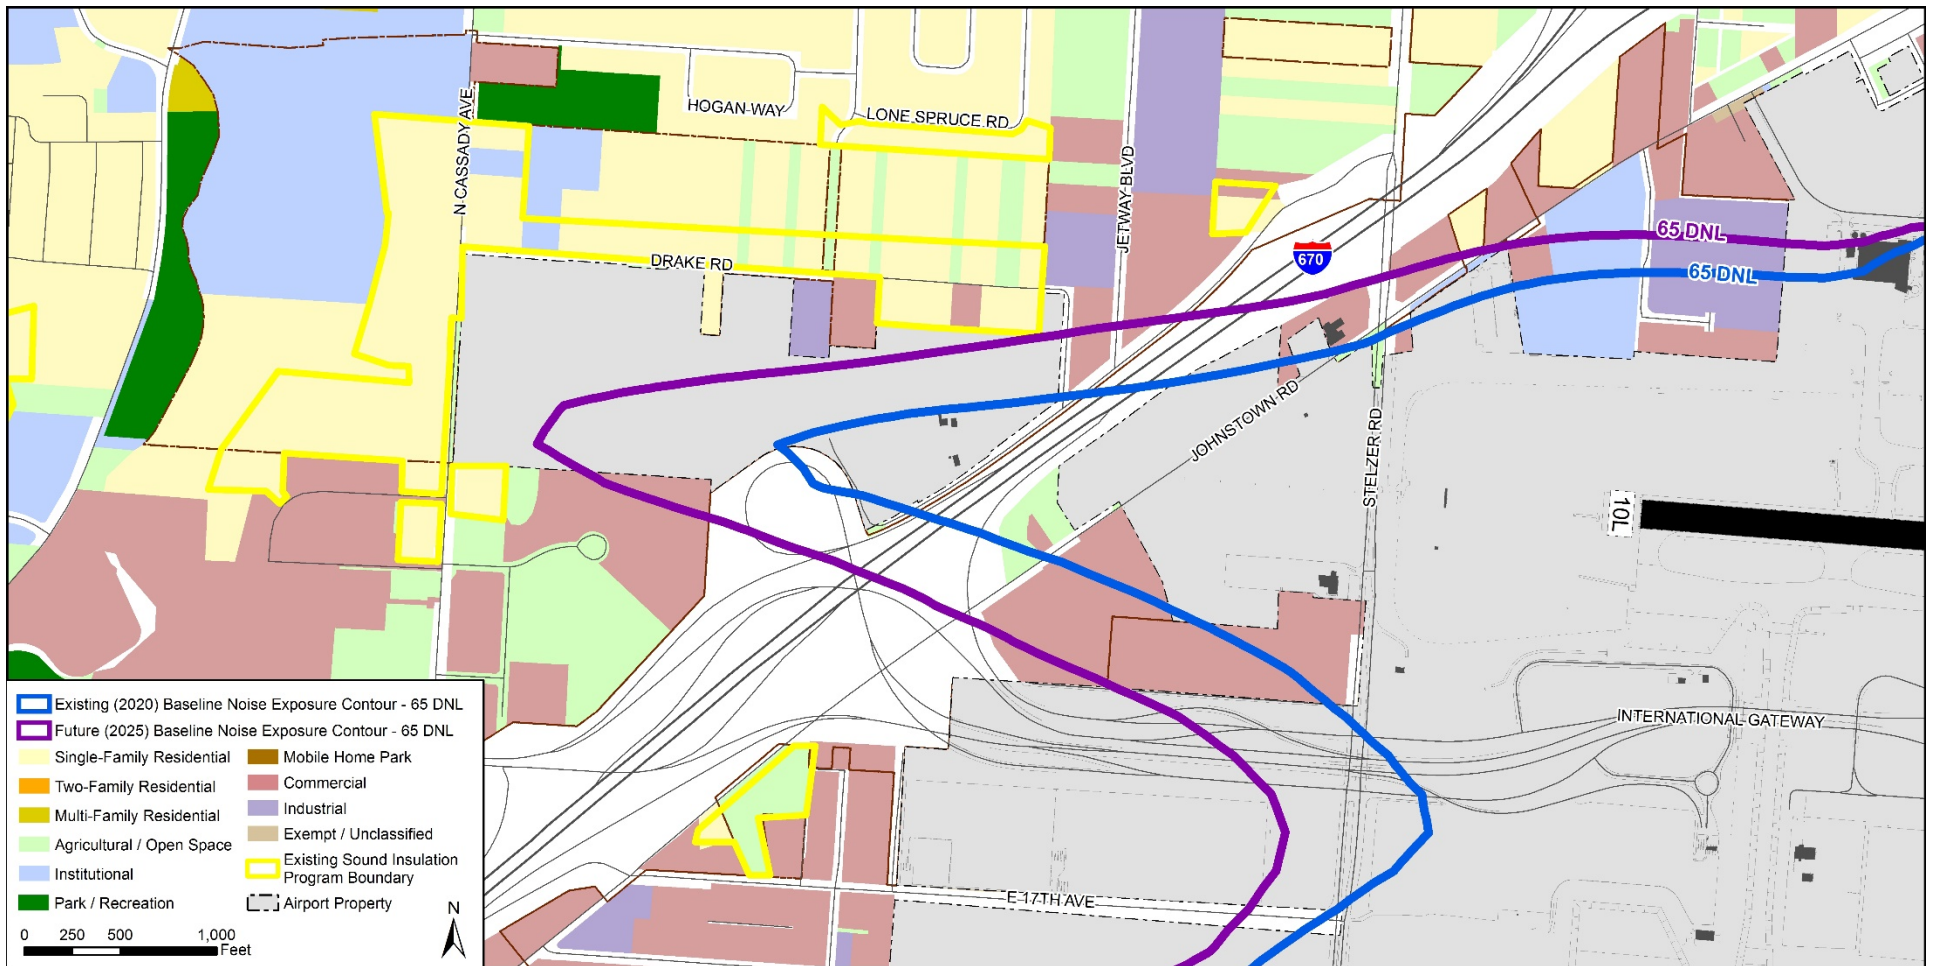 HOGAN WAY
LONE SPRUCE RD
N CASSADY AVE
JETWAY BLVD
DRAKE RD
670
65 DNL
65 DNL
JOHNSTOWN RD
STELZER RD
10L
INTERNATIONAL GATEWAY
E 17TH AVE
Existing (2020) Baseline Noise Exposure Contour - 65 DNL
Future (2025) Baseline Noise Exposure Contour - 65 DNL
Single-Family Residential
Two-Family Residential
Multi-Family Residential
Agricultural / Open Space
Institutional
Park / Recreation
Mobile Home Park
Commercial
Industrial
Exempt / Unclassified
Existing Sound Insulation
Program Boundary
Airport Property
N
0 250 500 1,000
Feet